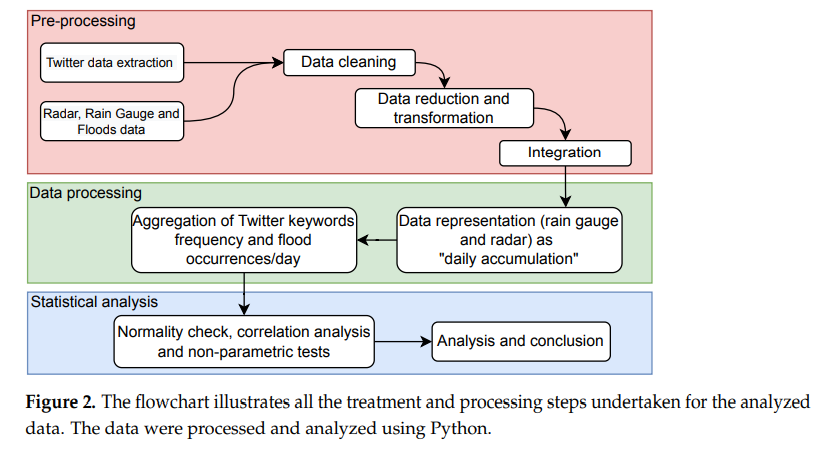 Pre-processing
Twitter data extraction
Data cleaning
Radar, Rain Gauge and
Floods data
Data reduction and
transformation
Integration
Data processing
Aggregation of Twitter keywords
frequency and flood
occurrences/day
Data representation (rain gauge
and radar) as
"daily accumulation"
Statistical analysis
Normality check, correlation analysis
and non-parametric tests
Analysis and conclusion
Figure 2. The flowchart illustrates all the treatment and processing steps undertaken for the analyzed
data. The data were processed and analyzed using Python.